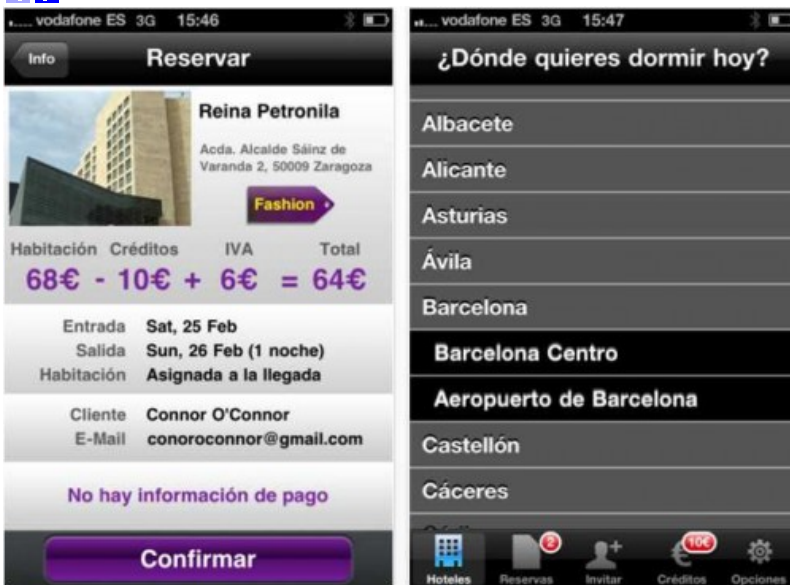 vodafone ES 3G 15:46
Info
Reservar
Reina Petronila
Acda. Alcalde Sáinz de
Varanda 2, 50009 Zaragoza
Fashion
Habitación Créditos IVA Total
68€ - 10€ + 6€ = 64€
Entrada Sat, 25 Feb
Salida Sun, 26 Feb (1 noche)
Habitación Asignada a la llegada
Cliente Connor O'Connor
E-Mail conoroconnor@gmail.com
No hay información de pago
Confirmar
vodafone ES 3G 15:47
¿Dónde quieres dormir hoy?
Albacete
Alicante
Asturias
Ávila
Barcelona
Barcelona Centro
Aeropuerto de Barcelona
Castellón
Cáceres
2
10€
Hoteles Reservas Invitar Créditos Opciones